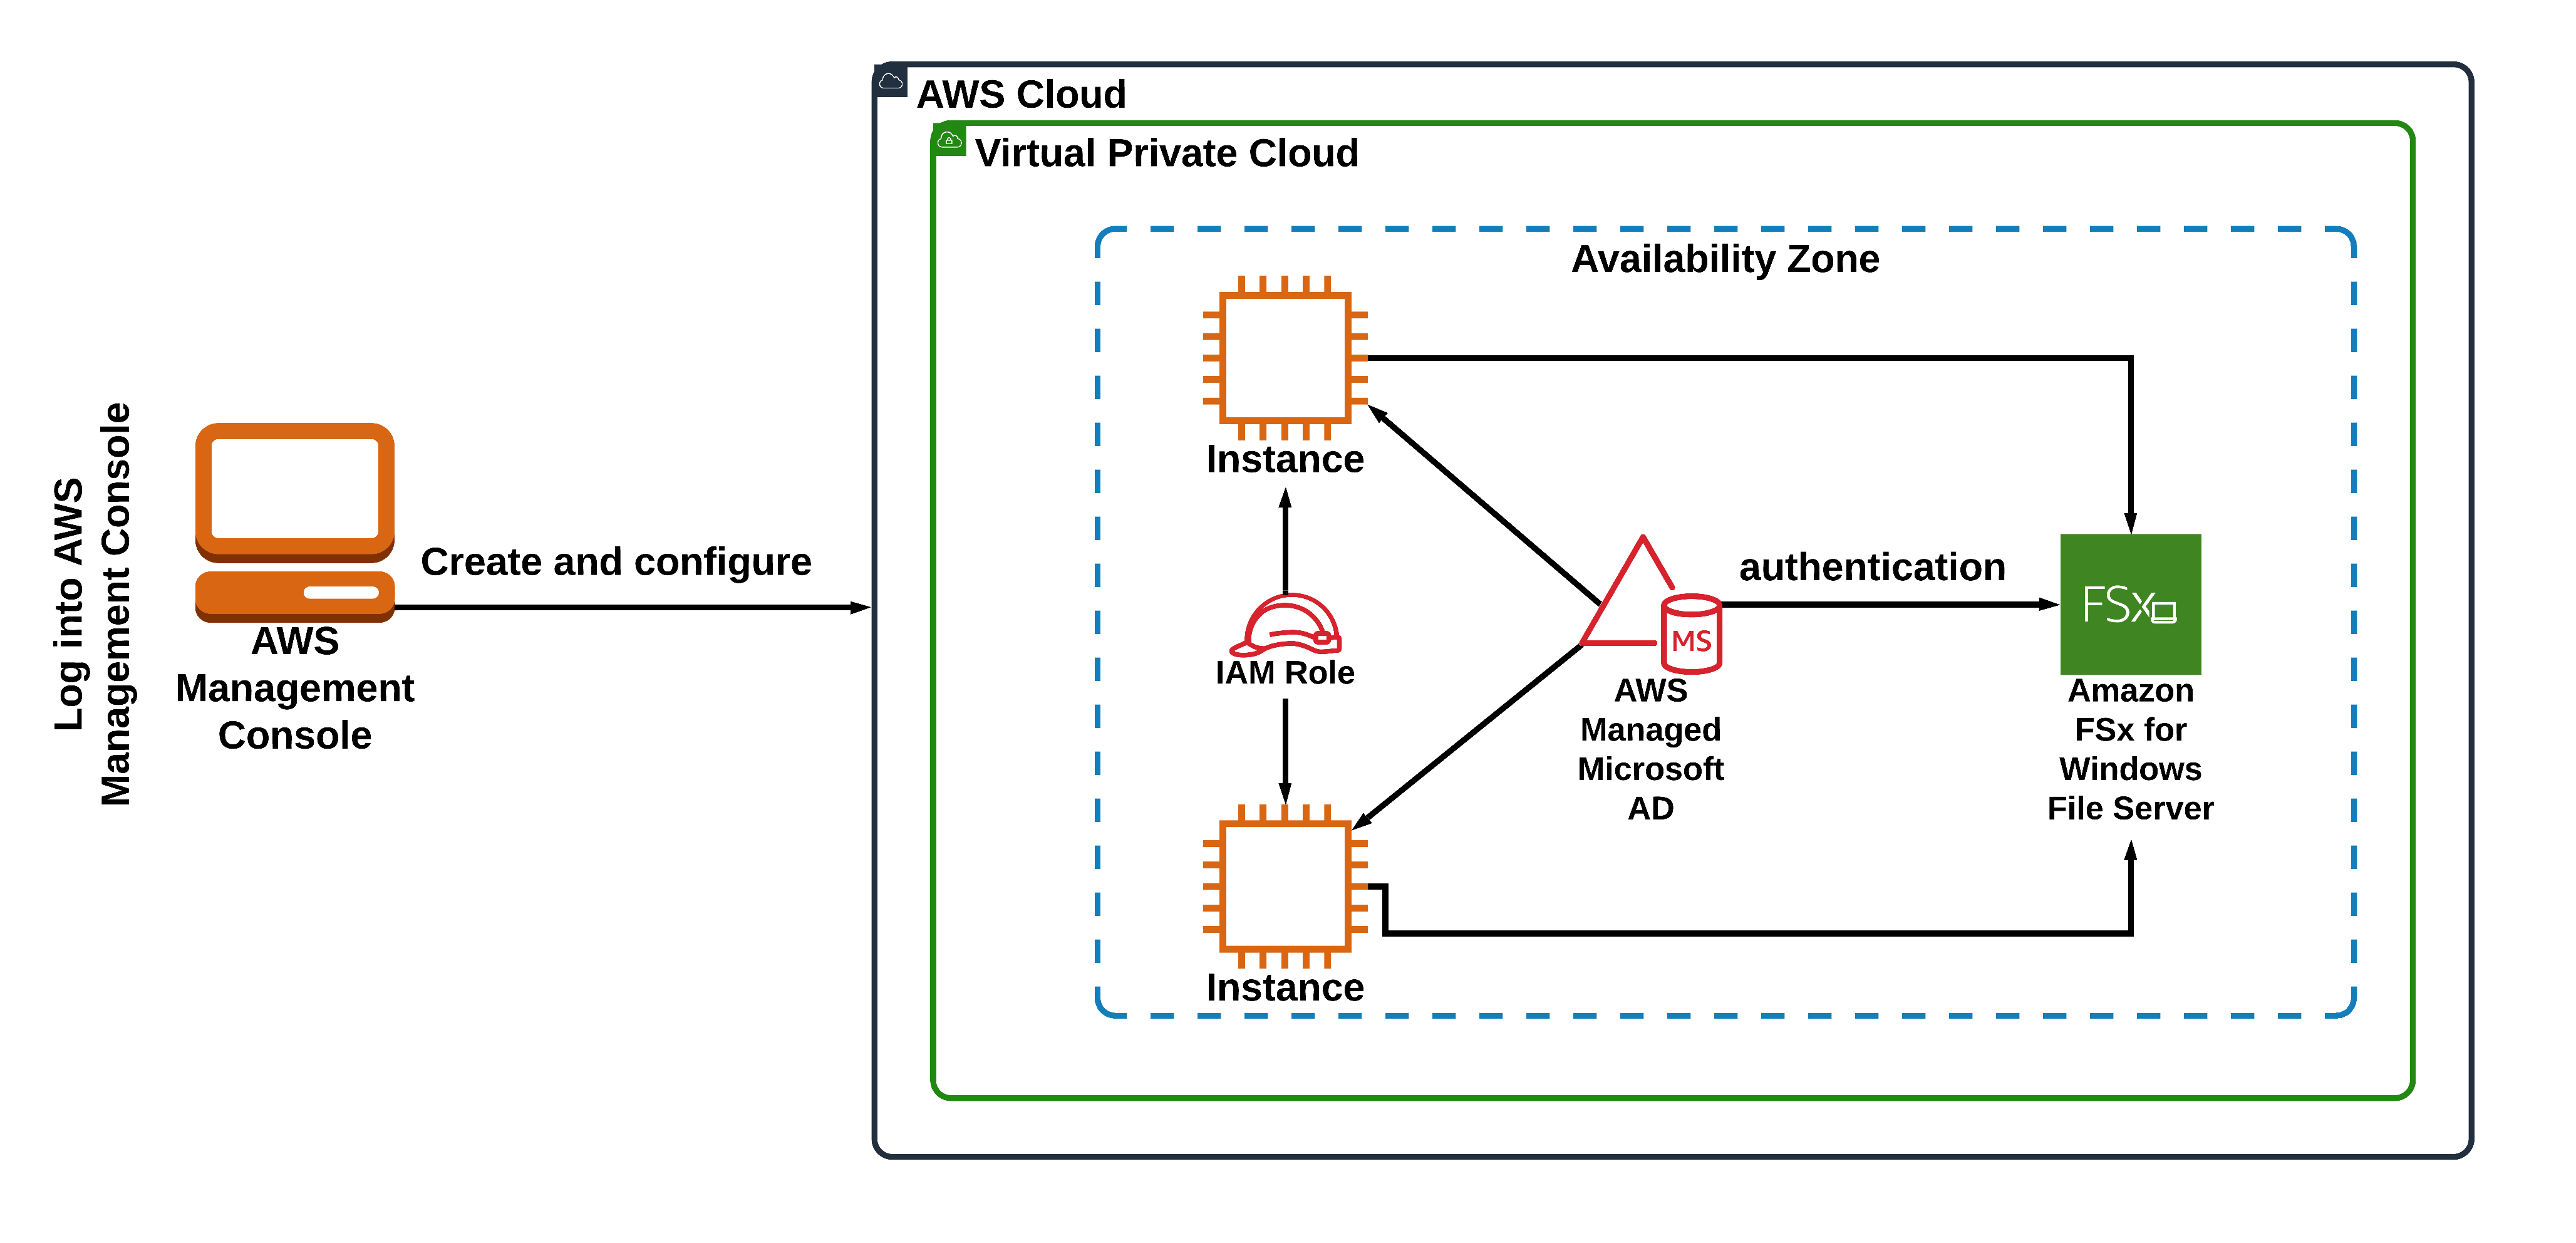 AWS Cloud
Virtual Private Cloud
Availability Zone
Log into AWS
Management Console
AWS
Management
Console
Create and configure
Instance
IAM Role
Instance
MS
AWS
Managed
Microsoft
AD
authentication
FSx
Amazon
FSx for
Windows
File Server